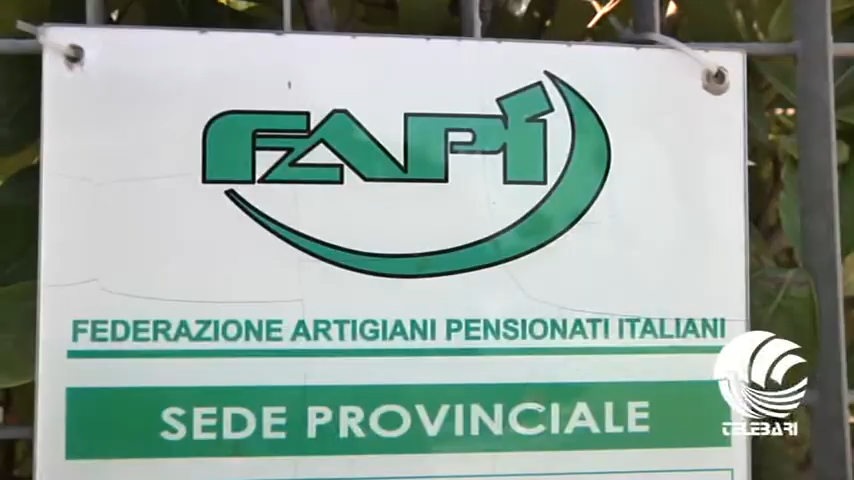 FAPI
FEDERAZIONE ARTIGIANI PENSIONATI ITALIANI
SEDE PROVINCIALE
TELEBARI